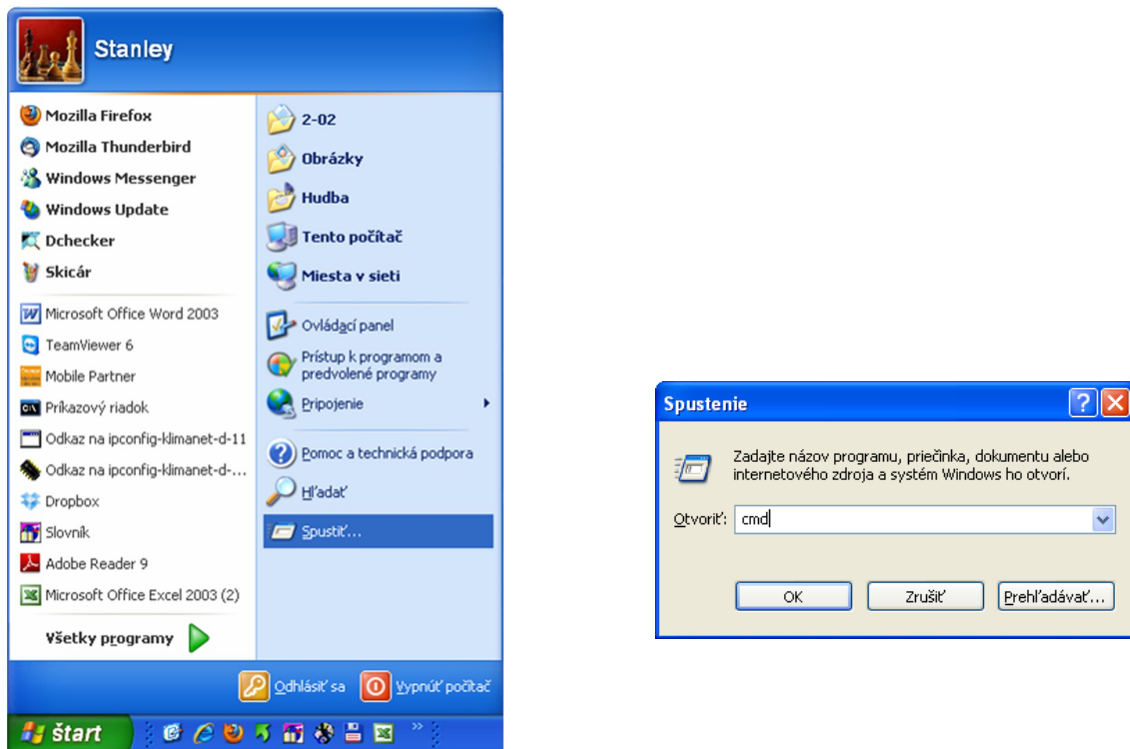 Stanley
Mozilla Firefox
Mozilla Thunderbird
Windows Messenger
Windows Update
Dchecker
Skicár
Microsoft Office Word 2003
TeamViewer 6
Mobile Partner
Príkazový riadok
Odkaz na ipconfig-klimanet-d-11
Odkaz na ipconfig-klimanet-d-...
Dropbox
Slovník
Adobe Reader 9
Microsoft Office Excel 2003 (2)
Všetky programy
2-02
Obrázky
Hudba
Tento počítač
Miesta v sieti
Ovládací panel
Prístup k programom a
predvolené programy
Pripojenie
Pomoc a technická podpora
Hľadať
Spustiť...
Odhlásiť sa
Vypnúť počítač
štart
Spustenie
Zadajte názov programu, priečinka, dokumentu alebo
internetového zdroja a systém Windows ho otvorí.
Otvoriť: cmd
OK
Zrušiť
Prehľadávať...